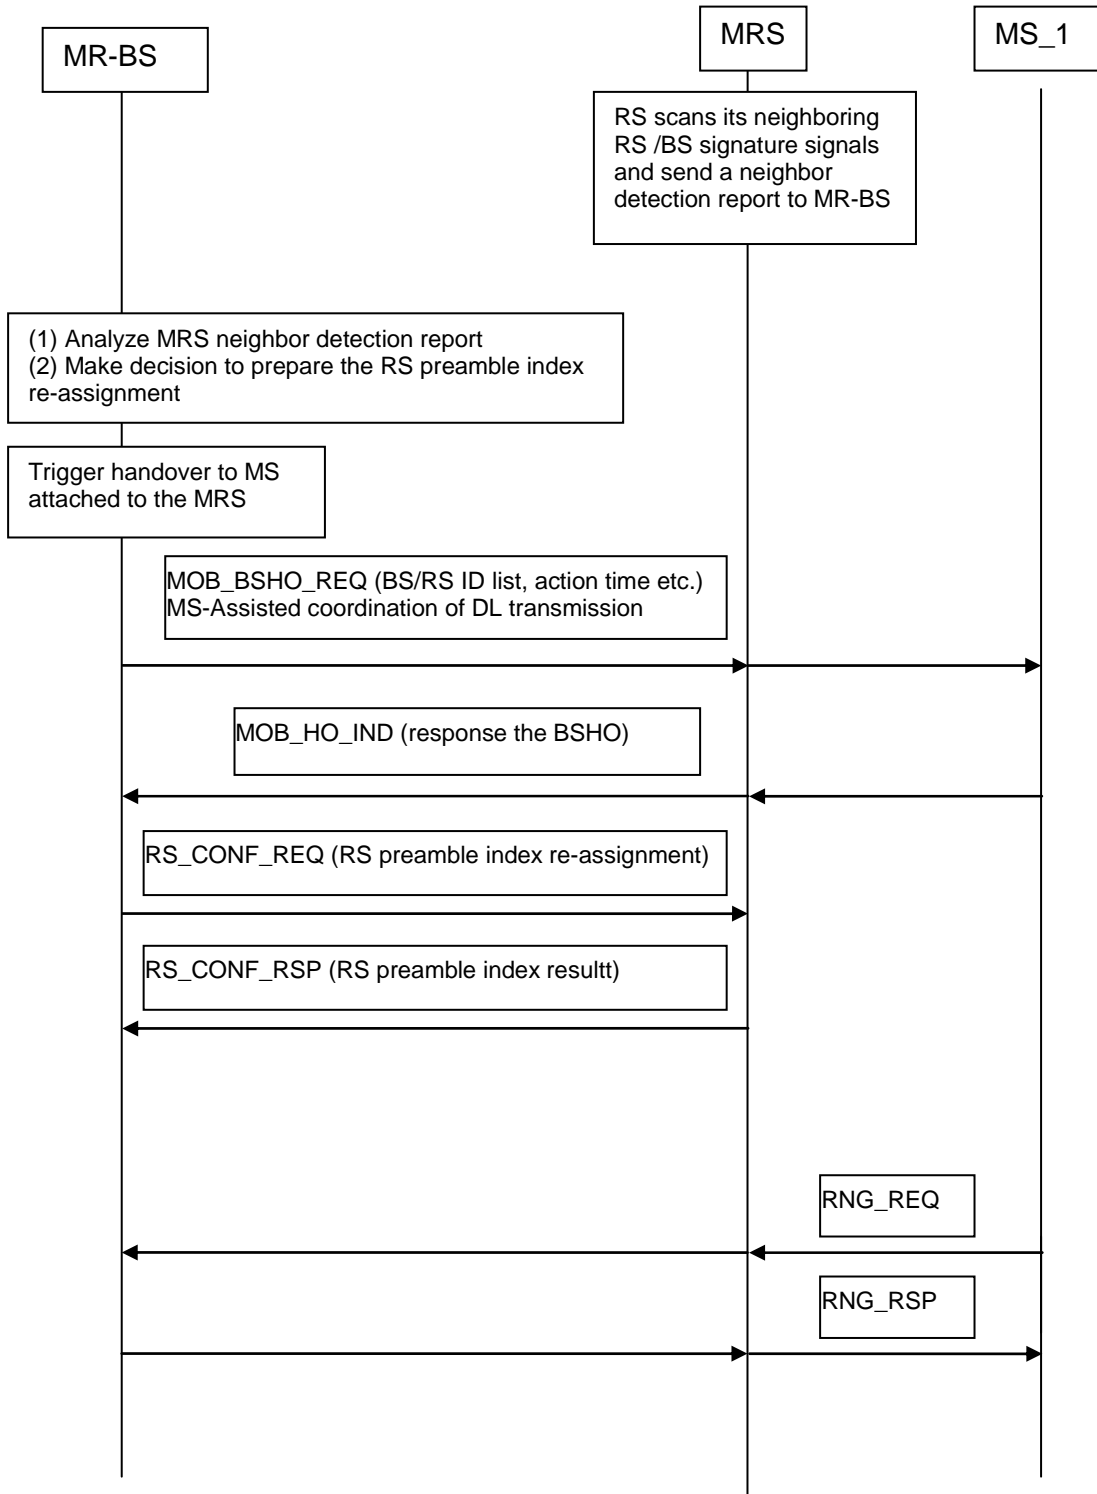 MR-BS
MRS
MS_1
RS scans its neighboring
RS /BS signature signals
and send a neighbor
detection report to MR-BS
(1) Analyze MRS neighbor detection report
(2) Make decision to prepare the RS preamble index
re-assignment
Trigger handover to MS
attached to the MRS
MOB_BSHO_REQ (BS/RS ID list, action time etc.)
MS-Assisted coordination of DL transmission
MOB_HO_IND (response the BSHO)
RS_CONF_REQ (RS preamble index re-assignment)
RS_CONF_RSP (RS preamble index resultt)
RNG_REQ
RNG_RSP